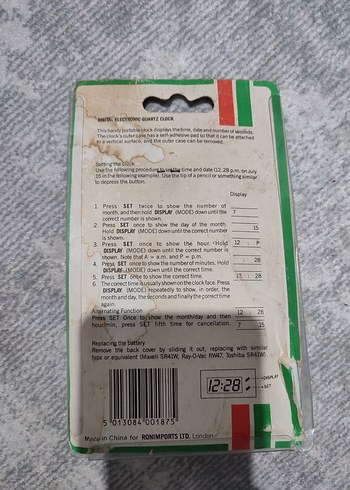 DIGITAL ELECTRONIC QUARTZ CLOCK
This handy portable clock displays the time, date and number of seconds.
The clock's outer case has a self-adhesive pad so that it can be attached
to a vertical surface, and the outer case can be removed.
Setting the clock
Use the following procedure to set the time and date (12.28 p.m. on July
15 in the following example). Use the tip of a pencil or something similar
to depress the button.
Display
1. Press SET twice to show the number of
month, and then hold DISPLAY (MODE) down until the
correct number is shown.
7
2. Press SET once to show the day of the month.
Hold DISPLAY (MODE) down until correct number
is shown.
15
3. Press SET once to show the hour. Hold
DISPLAY (MODE) down until the correct number
shown. Note that A = a.m. and P = p.m.
12 : P
4. Press SET once to show the number of minutes. Hold
DISPLAY (MODE) down until the correct time.
: 28
5. Press SET once to show the correct time.
12 : 28
6. The correct time is usually shown on the clock face. Press
DISPLAY (MODE) repeatedly to show, in order, the
month and day, the seconds and finally the correct time
again.
Alternating Function
Press SET Once to show the month/day and then
hour/min, press SET fifth time for cancellation.
12 : 28
7 15
Replacing the battery
Remove the back cover by sliding it out, replacing with similar
type or equivalent (Maxell SR41W, Ray-O-Vac RW47, Toshiba SR41W).
12:28
DISPLAY
SET
5 013084 001875
Made in China for RONIMPORTS LTD. London